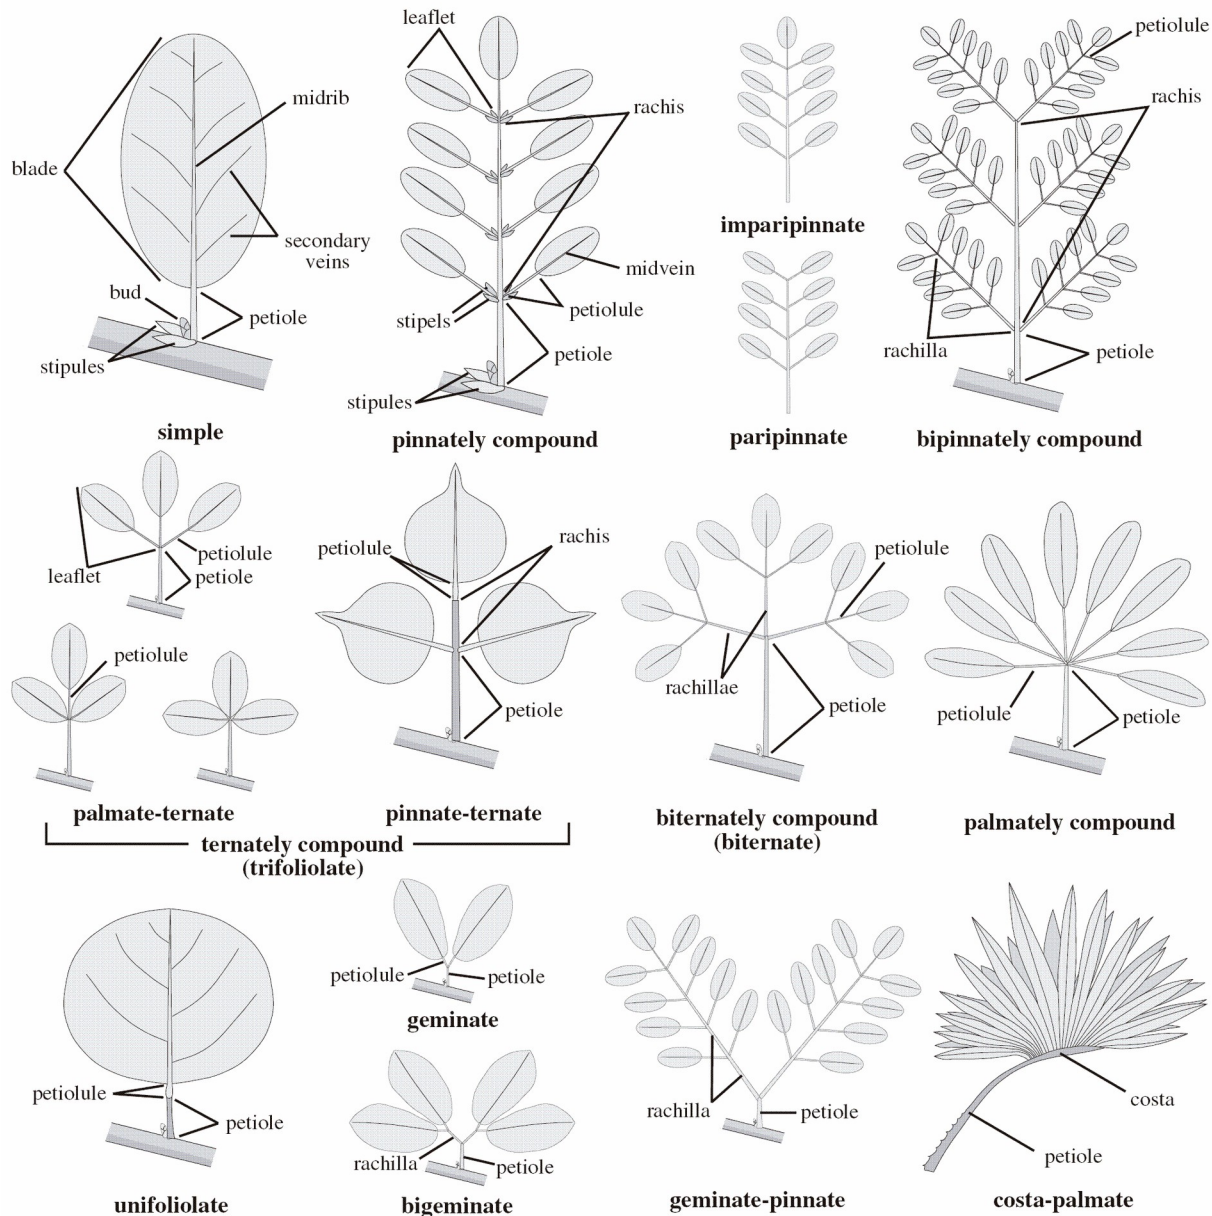 leaflet
petiolule
midrib
rachis
rachis
blade
imparipinnate
secondary
veins
midvein
bud
petiole
stipels
petiolule
stipules
petiole
rachilla
petiole
stipules
simple
pinnately compound
paripinnate
bipinnately compound
petiolule
rachis
petiolule
petiolule
leaflet
petiole
petiolule
rachillae
petiole
petiole
petiolule
petiole
palmate-ternate
pinnate-ternate
biternately compound
(biternate)
palmately compound
ternately compound
(trifoliolate)
petiolule
petiole
geminate
petiolule
petiole
rachilla
petiole
costa
rachilla
petiole
petiole
unifoliolate
bigeminate
geminate-pinnate
costa-palmate